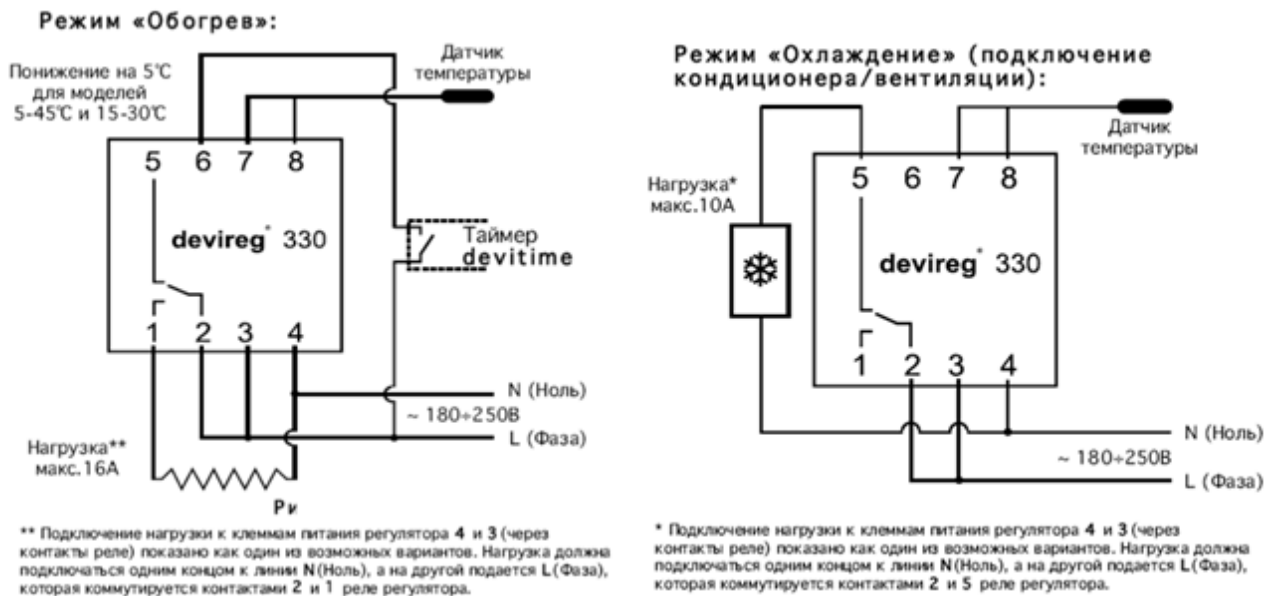 Режим «Обогрев»:
Понижение на 5°С
для моделей
5-45°С и 15-30°С
Датчик
температуры
5 6 7 8
devireg° 330
Таймер
devitime
1 2 3 4
N (Ноль)
~ 180÷250В
L (Фаза)
Нагрузка**
макс.16А
Ри
** Подключение нагрузки к клеммам питания регулятора 4 и 3 (через
контакты реле) показано как один из возможных вариантов. Нагрузка должна
подключаться одним концом к линии N(Ноль), а на другой подается L(Фаза),
которая коммутируется контактами 2 и 1 реле регулятора.
Режим «Охлаждение» (подключение
кондиционера/вентиляции):
Датчик
температуры
Нагрузка*
макс.10А
5 6 7 8
devireg° 330
1 2 3 4
N (Ноль)
~ 180÷250В
L (Фаза)
* Подключение нагрузки к клеммам питания регулятора 4 и 3 (через
контакты реле) показано как один из возможных вариантов. Нагрузка должна
подключаться одним концом к линии N(Ноль), а на другой подается L(Фаза),
которая коммутируется контактами 2 и 5 реле регулятора.